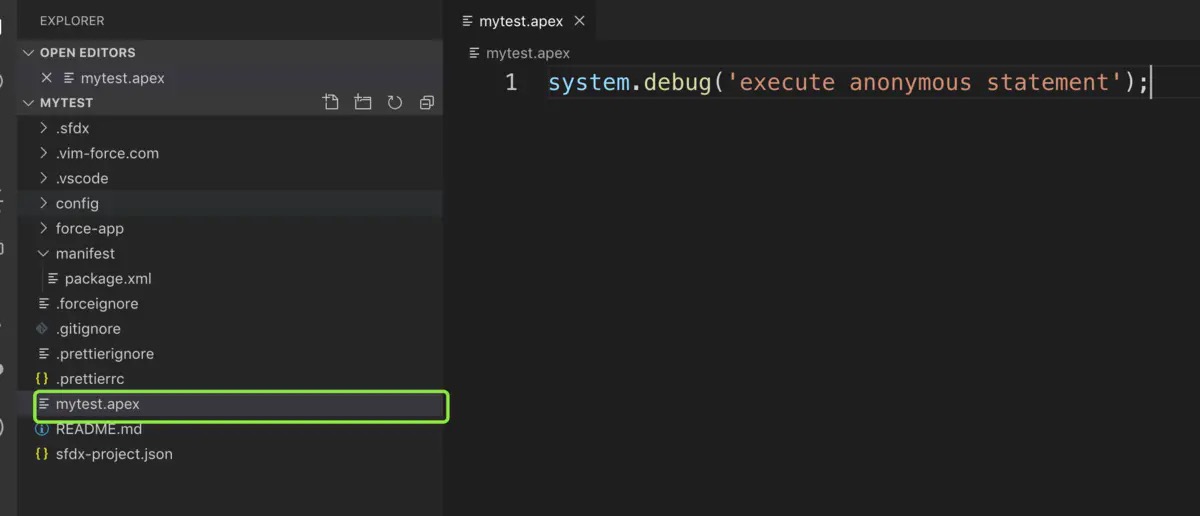 EXPLORER
OPEN EDITORS
mytest.apex
MYTEST
.sfdx
.vim-force.com
.vscode
config
force-app
manifest
package.xml
.forceignore
.gitignore
.prettierignore
.prettierrc
mytest.apex
README.md
sfdx-project.json
mytest.apex
mytest.apex
1 system.debug('execute anonymous statement');